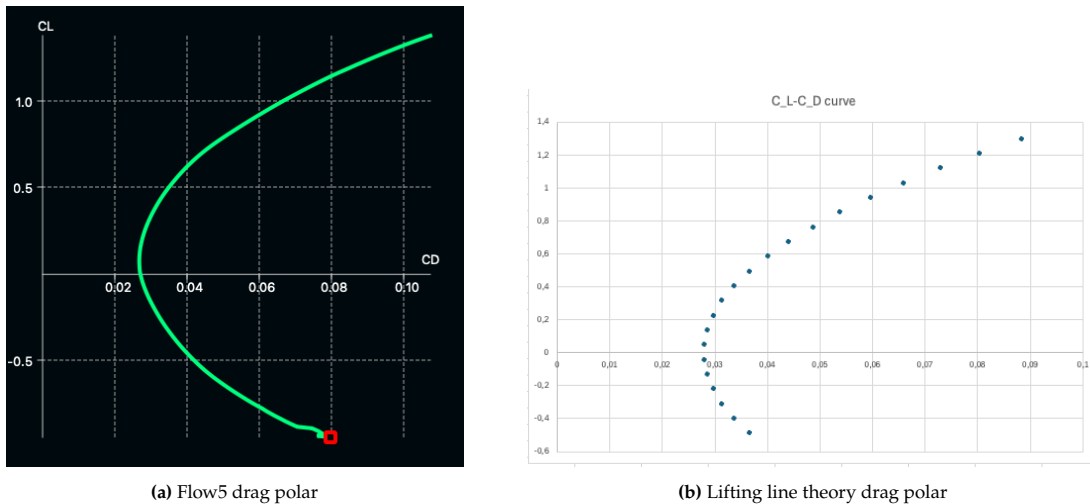 CL
1.0
0.5
CD
0.02 0.04 0.06 0.08 0.10
-0.5
(a) Flow5 drag polar
C_L-C_D curve
1,4
1,2
1
0,8
0,6
0,4
0,2
0
0 0,01 0,02 0,03 0,04 0,05 0,06 0,07 0,08 0,09 0,1
-0,2
-0,4
-0,6
(b) Lifting line theory drag polar